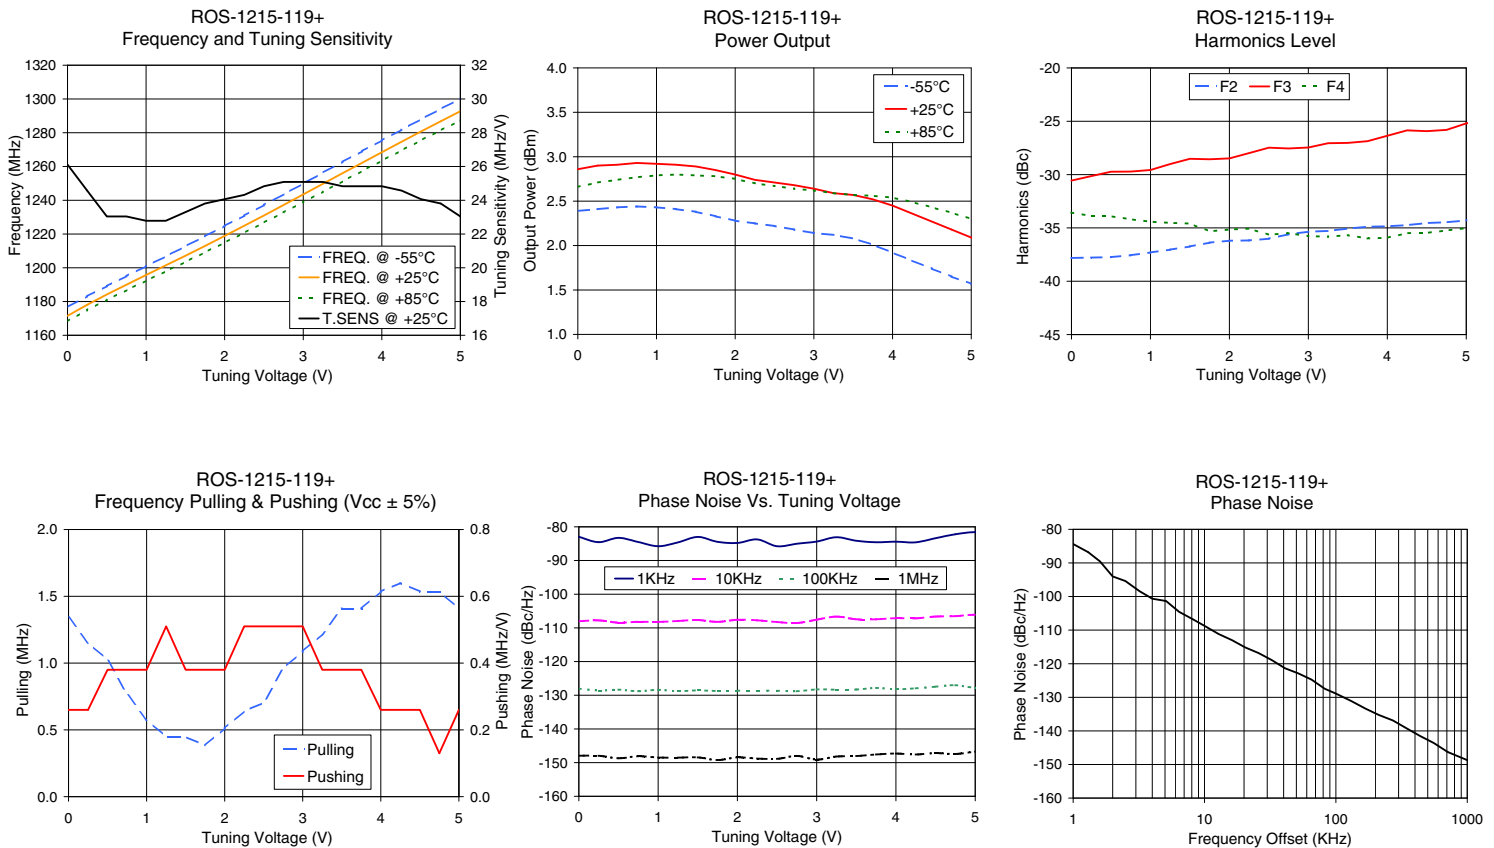 ROS-1215-119+
Frequency and Tuning Sensitivity
1320
1300
1280
1260
1240
1220
1200
1180
1160
32
30
28
26
24
22
20
18
16
Frequency (MHz)
Tuning Sensitivity (MHz/V)
FREQ. @ -55°C
FREQ. @ +25°C
FREQ. @ +85°C
T.SENS @ +25°C
0 1 2 3 4 5
Tuning Voltage (V)
ROS-1215-119+
Power Output
4.0
3.5
3.0
2.5
2.0
1.5
1.0
Output Power (dBm)
-55°C
+25°C
+85°C
0 1 2 3 4 5
Tuning Voltage (V)
ROS-1215-119+
Harmonics Level
-20
-25
-30
-35
-40
-45
Harmonics (dBc)
F2 F3 F4
0 1 2 3 4 5
Tuning Voltage (V)
ROS-1215-119+
Frequency Pulling & Pushing (Vcc ± 5%)
2.0
1.5
1.0
0.5
0.0
0.8
0.6
0.4
0.2
0.0
Pulling (MHz)
Pushing (MHz/V)
Pulling
Pushing
0 1 2 3 4 5
Tuning Voltage (V)
ROS-1215-119+
Phase Noise Vs. Tuning Voltage
-80
-90
-100
-110
-120
-130
-140
-150
-160
Phase Noise (dBc/Hz)
1KHz 10KHz 100KHz 1MHz
0 1 2 3 4 5
Tuning Voltage (V)
ROS-1215-119+
Phase Noise
-80
-90
-100
-110
-120
-130
-140
-150
-160
Phase Noise (dBc/Hz)
1 10 100 1000
Frequency Offset (KHz)